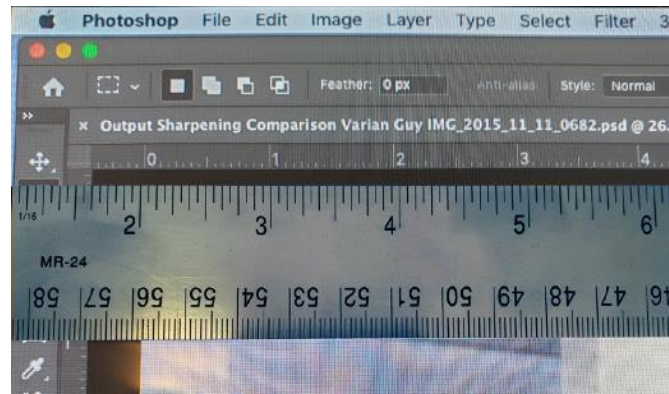 Photoshop File Edit Image Layer Type Select Filter 3
Feather: 0 px Anti-alias Style: Normal
× Output Sharpening Comparison Varian Guy IMG_2015_11_11_0682.psd @ 26.
0 1 2 3 4
1/16 2 3 4 5 6
MR-24
58 57 56 55 54 53 52 51 50 49 48 47 46